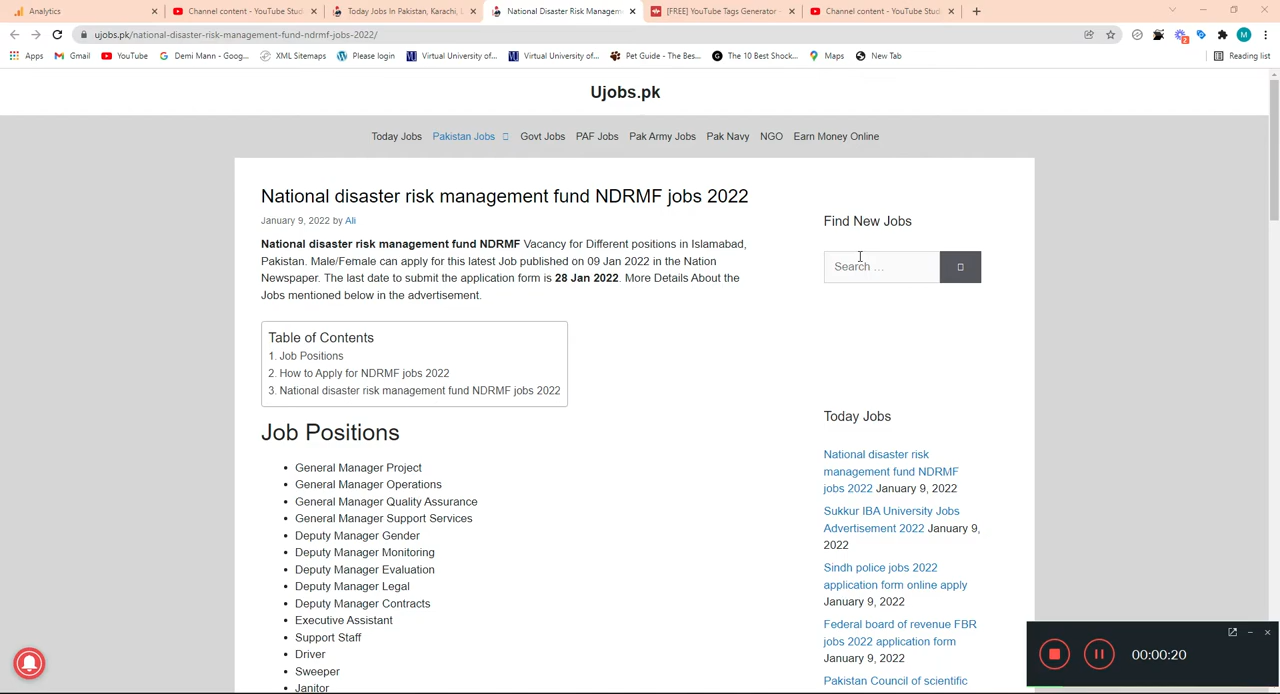 Analytics
Channel content - YouTube Stud
Today Jobs In Pakistan, Karachi, L
National Disaster Risk Managem
[FREE] YouTube Tags Generator -
Channel content - YouTube Stud
ujobs.pk/national-disaster-risk-management-fund-ndrmf-jobs-2022/
M
Apps
Gmail
YouTube
Demi Mann - Goog...
XML Sitemaps
Please login
Virtual University of...
Virtual University of...
Pet Guide - The Bes...
The 10 Best Shock...
Maps
New Tab
Reading list
Ujobs.pk
Today Jobs
Pakistan Jobs
Govt Jobs
PAF Jobs
Pak Army Jobs
Pak Navy
NGO
Earn Money Online
National disaster risk management fund NDRMF jobs 2022
January 9, 2022 by Ali
National disaster risk management fund NDRMF Vacancy for Different positions in Islamabad,
Pakistan. Male/Female can apply for this latest Job published on 09 Jan 2022 in the Nation
Newspaper. The last date to submit the application form is 28 Jan 2022. More Details About the
Jobs mentioned below in the advertisement.
Table of Contents
1. Job Positions
2. How to Apply for NDRMF jobs 2022
3. National disaster risk management fund NDRMF jobs 2022
Job Positions
• General Manager Project
• General Manager Operations
• General Manager Quality Assurance
• General Manager Support Services
• Deputy Manager Gender
• Deputy Manager Monitoring
• Deputy Manager Evaluation
• Deputy Manager Legal
• Deputy Manager Contracts
• Executive Assistant
• Support Staff
• Driver
• Sweeper
• Janitor
Find New Jobs
Search …
Today Jobs
National disaster risk
management fund NDRMF
jobs 2022 January 9, 2022
Sukkur IBA University Jobs
Advertisement 2022 January 9,
2022
Sindh police jobs 2022
application form online apply
January 9, 2022
Federal board of revenue FBR
jobs 2022 application form
January 9, 2022
Pakistan Council of scientific
00:00:20